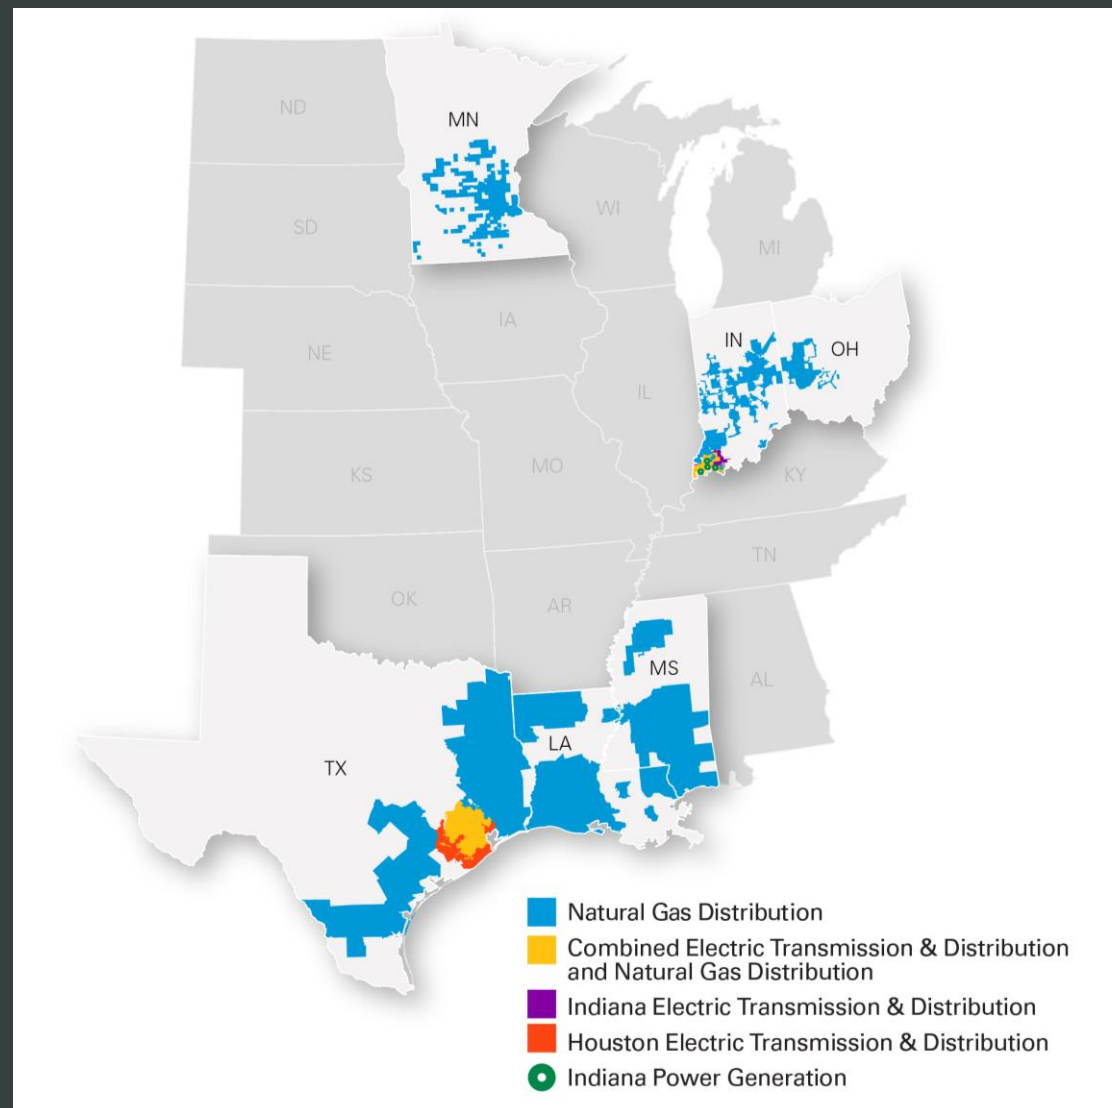 ND
MN
SD
WI
MI
IA
NE
IN
OH
IL
KS
MO
KY
TN
OK
AR
MS
AL
LA
TX
Natural Gas Distribution
Combined Electric Transmission & Distribution
and Natural Gas Distribution
Indiana Electric Transmission & Distribution
Houston Electric Transmission & Distribution
Indiana Power Generation